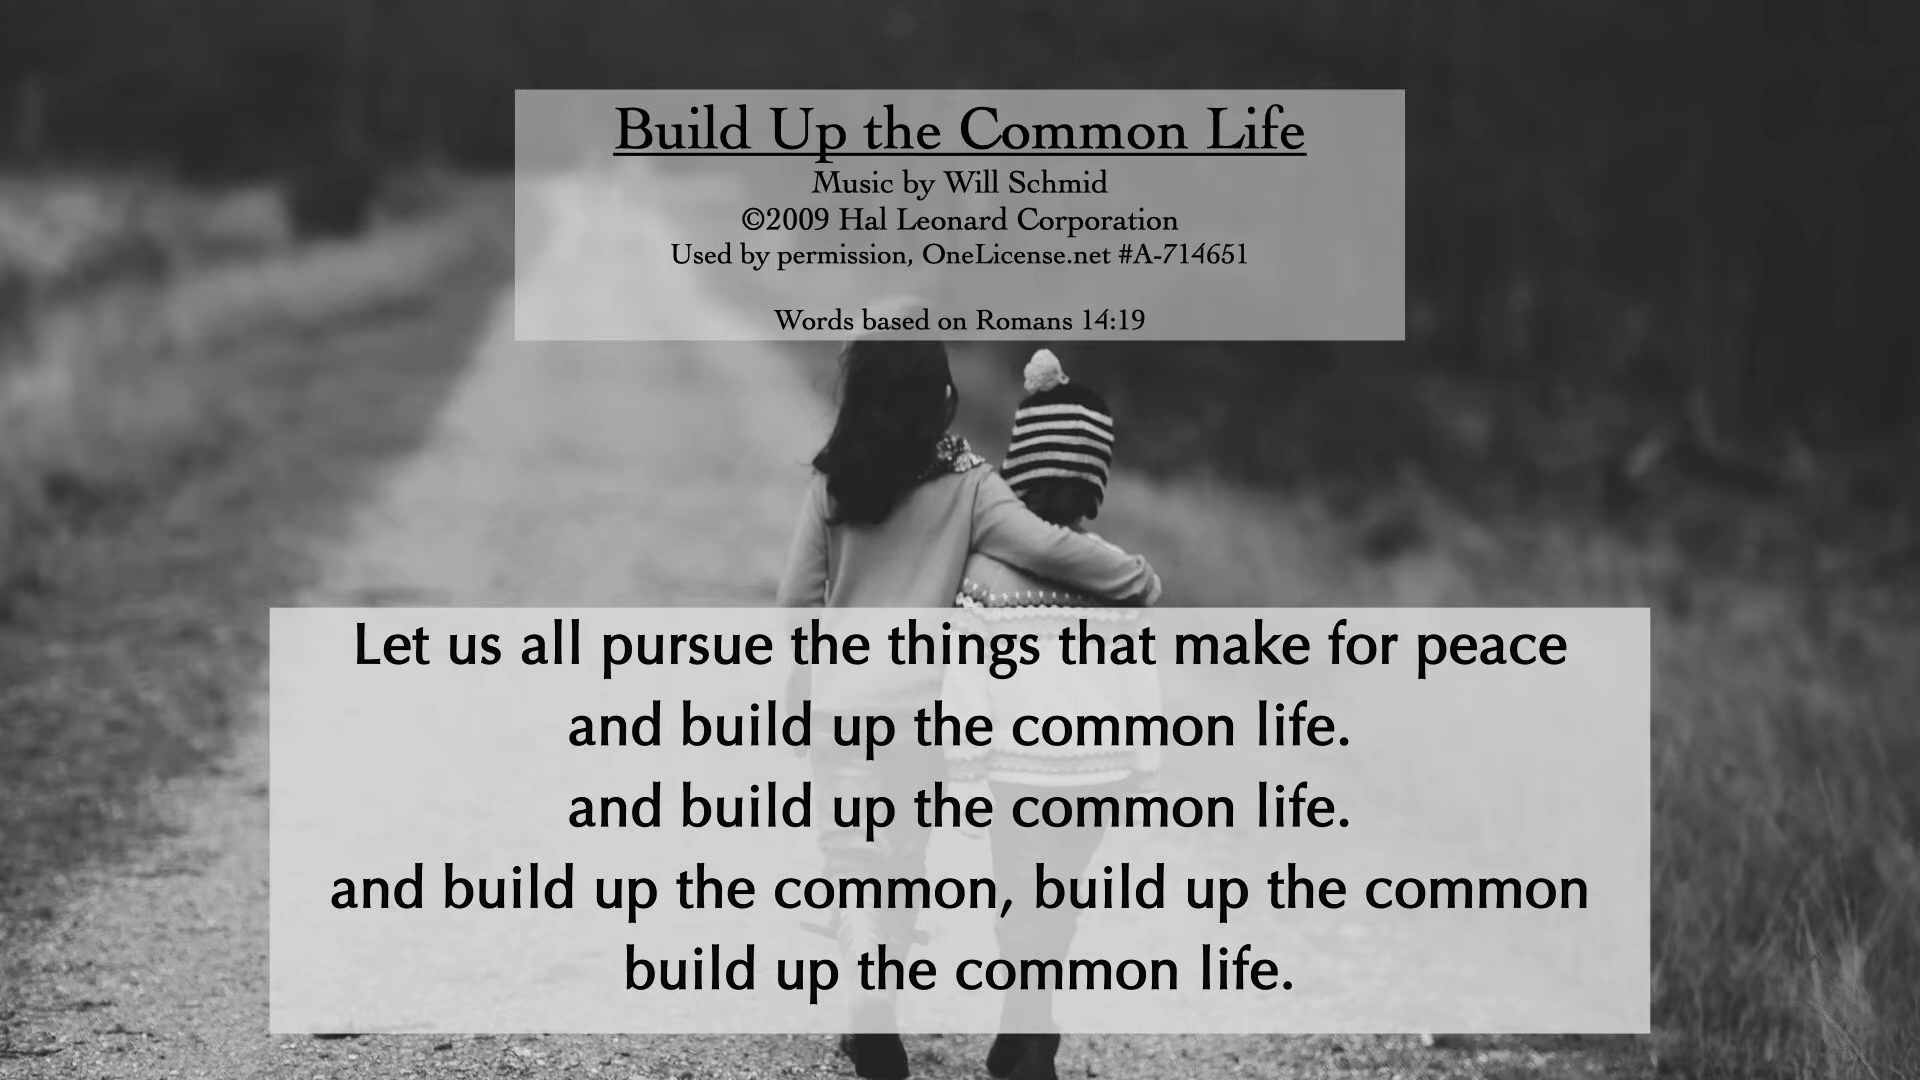 Build Up the Common Life
Music by Will Schmid
©2009 Hal Leonard Corporation
Used by permission, OneLicense.net #A-714651
Words based on Romans 14:19
Let us all pursue the things that make for peace
and build up the common life.
and build up the common life.
and build up the common, build up the common
build up the common life.